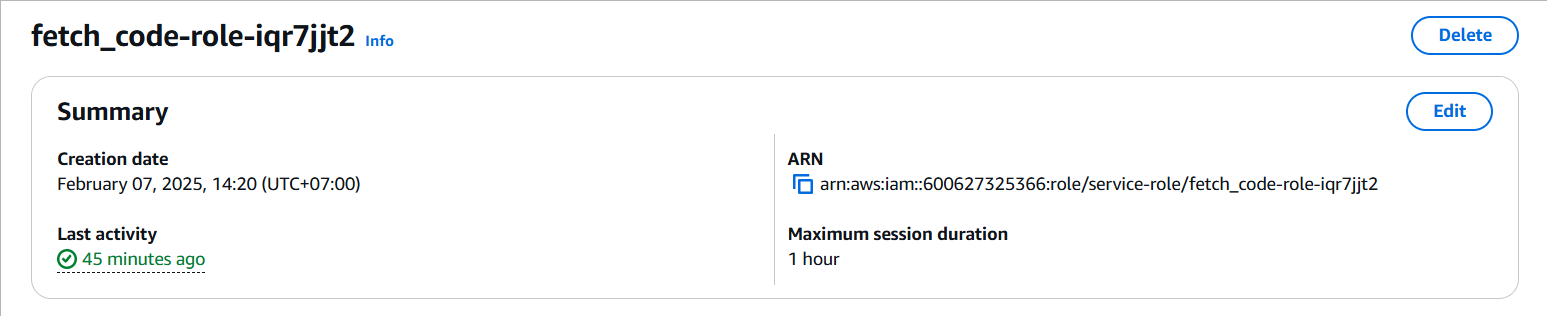 fetch_code-role-iqr7jjt2 Info
Delete
Summary
Edit
Creation date
February 07, 2025, 14:20 (UTC+07:00)
ARN
arn:aws:iam::600627325366:role/service-role/fetch_code-role-iqr7jjt2
Last activity
45 minutes ago
Maximum session duration
1 hour